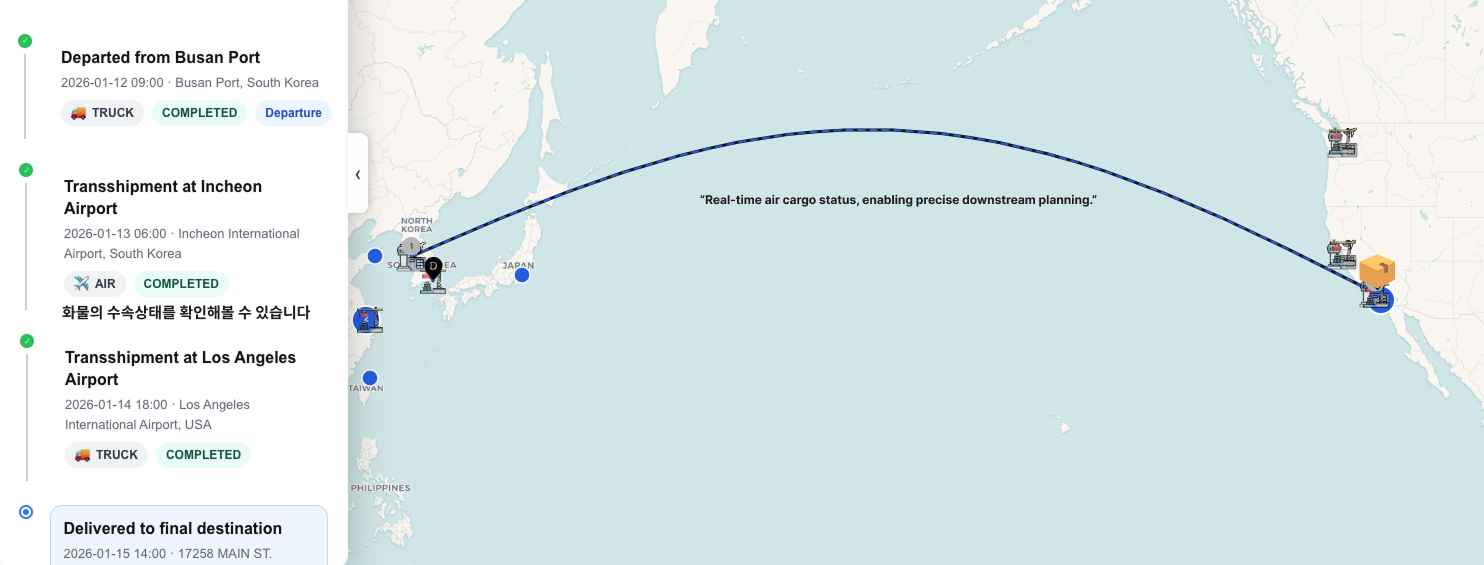 Departed from Busan Port
2026-01-12 09:00 · Busan Port, South Korea
TRUCK
COMPLETED
Departure
Transshipment at Incheon
Airport
2026-01-13 06:00 · Incheon International
Airport, South Korea
AIR
COMPLETED
화물의 수속상태를 확인해볼 수 있습니다
Transshipment at Los Angeles
Airport
2026-01-14 18:00 · Los Angeles
International Airport, USA
TRUCK
COMPLETED
Delivered to final destination
2026-01-15 14:00 · 17258 MAIN ST.
“Real-time air cargo status, enabling precise downstream planning.”
NORTH
KOREA
1
D
JAPAN
TAIWAN
PHILIPPINES